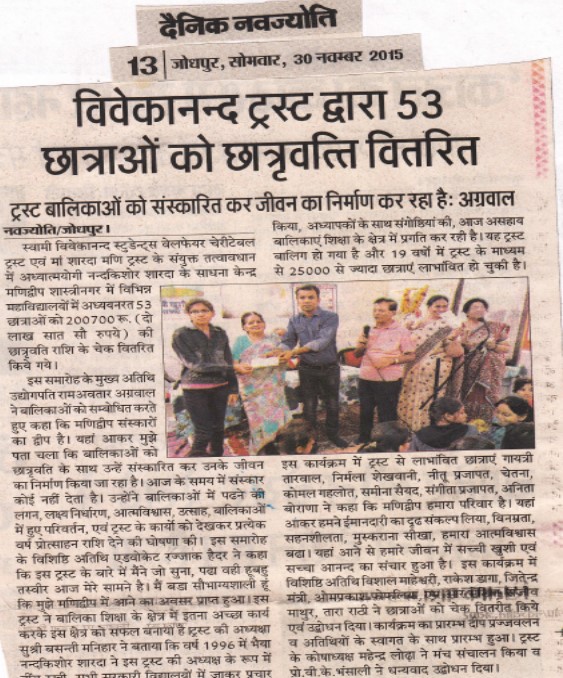 दैनिक नवज्योति
13 जोधपुर, सोमवार, 30 नवम्बर 2015
विवेकानन्द ट्रस्ट द्वारा 53
छात्राओं को छात्रृवत्ति वितरित
ट्रस्ट बालिकाओं को संस्कारित कर जीवन का निर्माण कर रहा है: अग्रवाल
नवज्योति/जोधपुर।
स्वामी विवेकानन्द स्टुडेन्ट्स वेलफेयर चेरीटेबल
ट्रस्ट एवं मां शारदा मणि ट्रस्ट के संयुक्त तत्वावधान
में अध्यात्मयोगी नन्दकिशोर शारदा के साधना केन्द्र
मणिद्वीप शास्त्रीनगर में विभिन्न
महाविद्यालयों में अध्यनरत 53
छात्राओं को 200700 रू. (दो
लाख सात सौ रुपये) की
छात्रृवति राशि के चेक वितरित
किये गये।
इस समारोह के मुख्य अतिथि
उद्योगपति रामअवतार अग्रवाल
ने बालिकाओं को सम्बोधित करते
हुए कहा कि मणिद्वीप संस्कारों
का द्वीप है। यहां आकर मुझे
पता चला कि बालिकाओं को
छात्रृवति के साथ उन्हें संस्कारित कर उनके जीवन
का निर्माण किया जा रहा है। आज के समय में संस्कार
कोई नहीं देता है। उन्होंने बालिकाओं में पढने की
लगन, लक्ष्य निर्धारण, आत्मविश्वास, उत्साह, बालिकाओं
में हुए परिवर्तन, एवं ट्रस्ट के कार्यो को देखकर प्रत्येक
वर्ष प्रोत्साहन राशि देने की घोषणा की। इस समारोह
के विशिष्ठि अतिथि एडवोकेट रज्जाक हैदर ने कहा
कि इस ट्रस्ट के बारे में मैंने जो सुना, पढा वही हूबहू
तस्वीर आज मेरे सामने है। मैं बडा सौभाग्यशाली हूं
कि मुझे मणिद्वीप में आने का अवसर प्राप्त हुआ। इस
ट्रस्ट ने बालिका शिक्षा के क्षेत्र में इतना अच्छा कार्य
करके इस क्षेत्र को सफल बनाया है ट्रस्ट की अध्यक्षा
सुश्री बसन्ती मनिहार ने बताया कि वर्ष 1996 में भैया
नन्दकिशोर शारदा ने इस ट्रस्ट की अध्यक्ष के रूप में
सभी सरकारी विद्यालयों में जाकर प्रचार
किया, अध्यापकों के साथ संगोष्ठियां की, आज असहाय
बालिकाएं शिक्षा के क्षेत्र में प्रगति कर रही है। यह ट्रस्ट
बालिग हो गया है और 19 वर्षो में ट्रस्ट के माध्यम
से 25000 से ज्यादा छात्राएं लाभावित हो चुकी है।
इस कार्यक्रम में ट्रस्ट से लाभांवित छात्राएं गायत्री
तारवाल, निर्मला शेखवानी, नीतू प्रजापत, चेतना,
कोमल गहलोत, समीना सैयद, संगीता प्रजापत, अनिता
बोराणा ने कहा कि मणिद्वीप हमारा परिवार है। यहां
आकर हमने ईमानदारी का दृढ संकल्प लिया, विनम्रता,
सहनशीलता, मुस्कराना सीखा, हमारा आत्मविश्वास
बढा। यहां आने से हमारे जीवन में सच्ची खुशी एवं
सच्चा आनन्द का संचार हुआ है। इस कार्यक्रम में
विशिष्ठि अतिथि विशाल माहेश्वरी, राकेश डागा, जितेन्द्र
मंत्री, ओमप्रकाश
माथुर, तारा राठी ने छात्राओं को चेक वितरीत किये
एवं उद्बोधन दिया। कार्यक्रम का प्रारम्भ दीप प्रज्जवलन
व अतिथियों के स्वागत के साथ प्रारम्भ हुआ। ट्रस्ट
के कोषाध्यक्ष महेन्द्र लोढ़ा ने मंच संचालन किया व
प्रो.वी.के.भंसाली ने धन्यवाद उद्बोधन दिया।